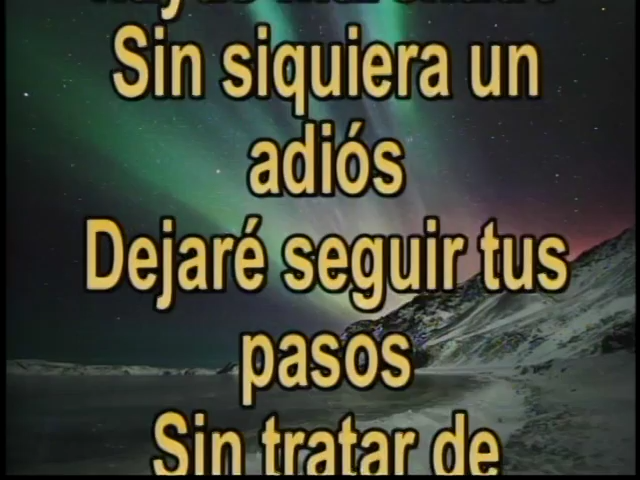 Sin siquiera un
adiós
Dejaré seguir tus
pasos
Sin tratar de